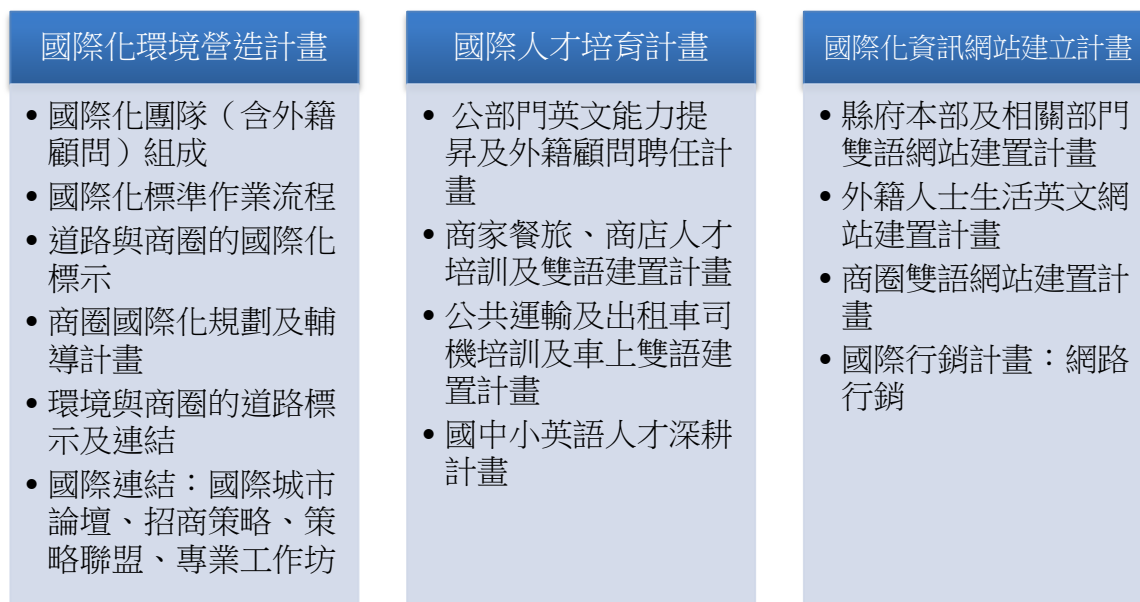 國際化環境營造計畫
• 國際化團隊（含外籍
顧問）組成
• 國際化標準作業流程
• 道路與商圈的國際化
標示
• 商圈國際化規劃及輔
導計畫
• 環境與商圈的道路標
示及連結
• 國際連結：國際城市
論壇、招商策略、策
略聯盟、專業工作坊
國際人才培育計畫
• 公部門英文能力提
昇及外籍顧問聘任計
畫
• 商家餐旅、商店人才
培訓及雙語建置計畫
• 公共運輸及出租車司
機培訓及車上雙語建
置計畫
• 國中小英語人才深耕
計畫
國際化資訊網站建立計畫
• 縣府本部及相關部門
雙語網站建置計畫
• 外籍人士生活英文網
站建置計畫
• 商圈雙語網站建置計
畫
• 國際行銷計畫：網路
行銷